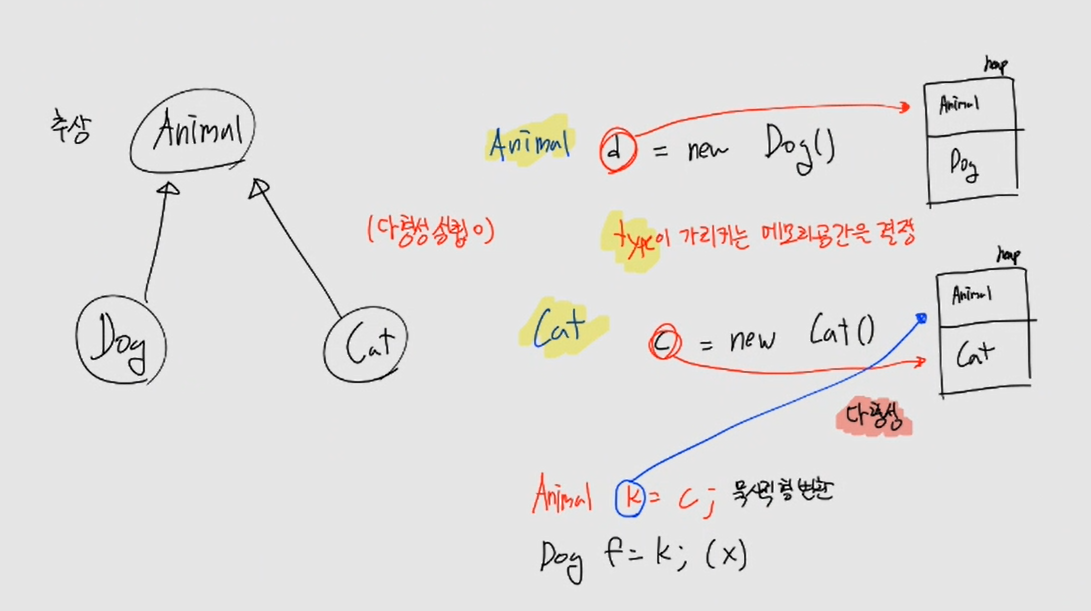 추상
Animal
Dog
Cat
(다형성 성립 O)
Animal d = new Dog()
heap
Animal
Dog
type이 가리키는 메모리공간을 결정
Cat c = new Cat()
heap
Animal
Cat
다형성
Animal k = c; 묵시적 형변환
Dog f = k; (x)